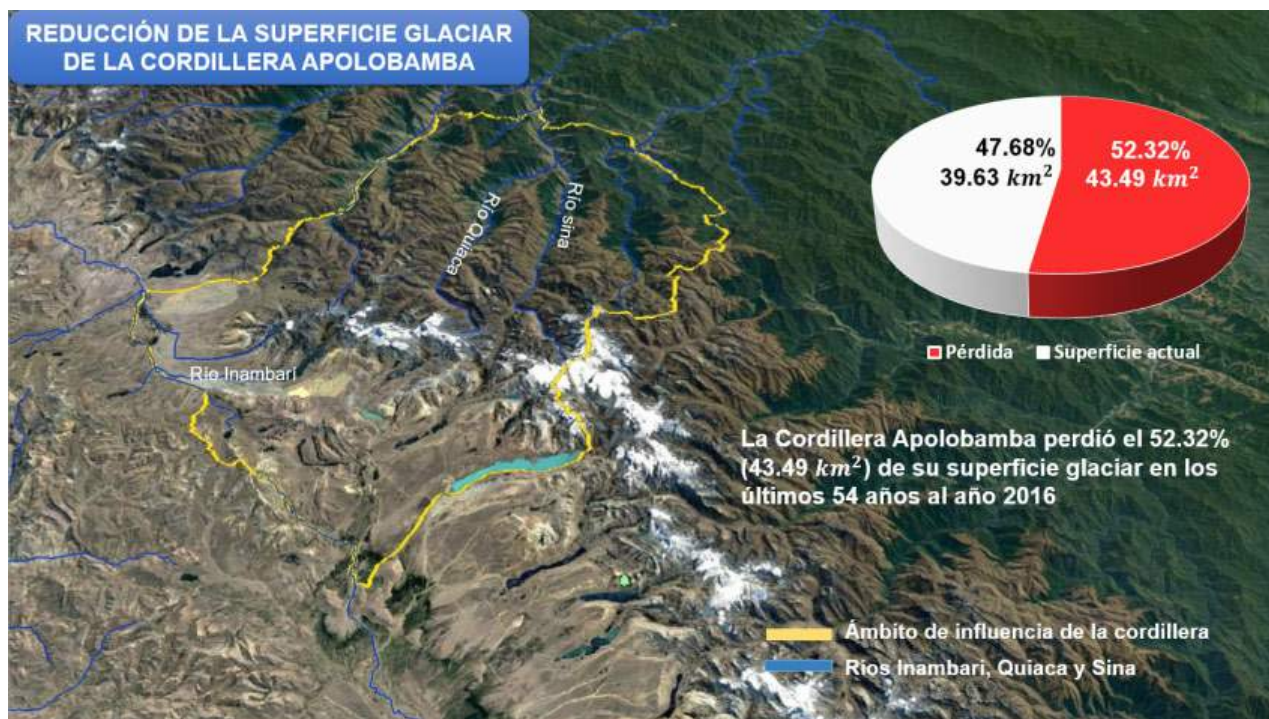 REDUCCIÓN DE LA SUPERFICIE GLACIAR
DE LA CORDILLERA APOLOBAMBA
47.68%
39.63 km²
52.32%
43.49 km²
Pérdida
Superficie actual
Río Quiaca
Río sina
Río Inambarí
La Cordillera Apolobamba perdió el 52.32%
(43.49 km²) de su superficie glaciar en los
últimos 54 años al año 2016
Ámbito de influencia de la cordillera
Ríos Inambari, Quiaca y Sina